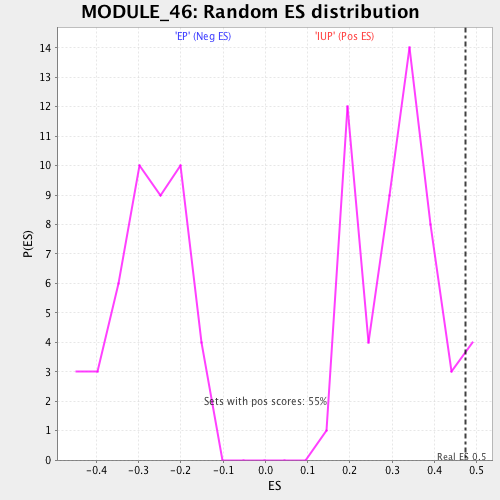 MODULE_46: Random ES distribution
'EP' (Neg ES) 'IUP' (Pos ES)
14
13
12
11
10
9
8
7
6
5
4
3
2
1
0
P(ES)
Sets with pos scores: 55%
Real ES 0.5
-0.4 -0.3 -0.2 -0.1 0.0 0.1 0.2 0.3 0.4 0.5
ES